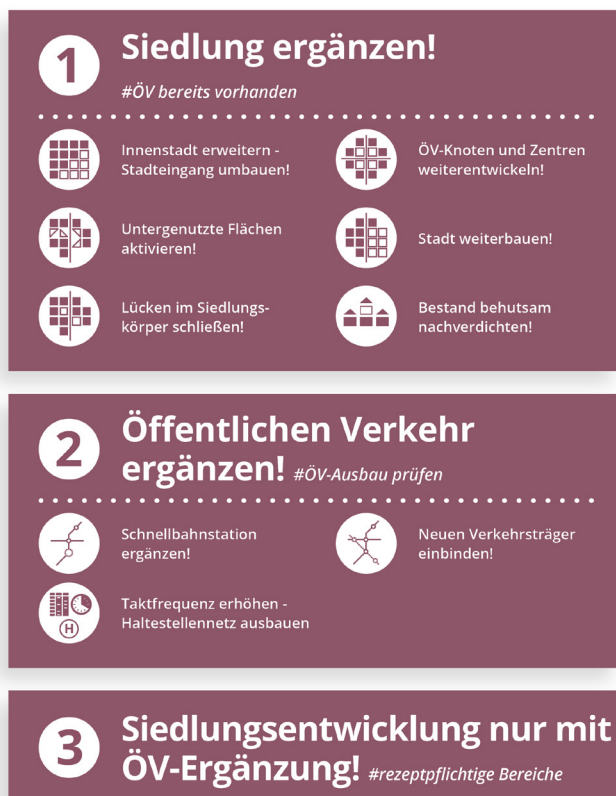 1
Siedlung ergänzen!
#ÖV bereits vorhanden
Innenstadt erweitern -
Stadteingang umbauen!
ÖV-Knoten und Zentren
weiterentwickeln!
Untergenutzte Flächen
aktivieren!
Stadt weiterbauen!
Lücken im Siedlungs-
körper schließen!
Bestand behutsam
nachverdichten!
2
Öffentlichen Verkehr
ergänzen! #ÖV-Ausbau prüfen
Schnellbahnstation
ergänzen!
Neuen Verkehrsträger
einbinden!
H
Taktfrequenz erhöhen -
Haltestellennetz ausbauen
3
Siedlungsentwicklung nur mit
ÖV-Ergänzung! #rezeptpflichtige Bereiche